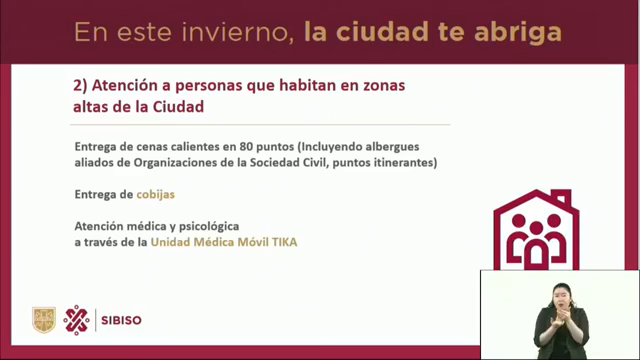 En este invierno, la ciudad te abriga
2) Atención a personas que habitan en zonas
altas de la Ciudad
Entrega de cenas calientes en 80 puntos (Incluyendo albergues
aliados de Organizaciones de la Sociedad Civil, puntos itinerantes)
Entrega de cobijas
Atención médica y psicológica
a través de la Unidad Médica Móvil TIKA
SIBISO